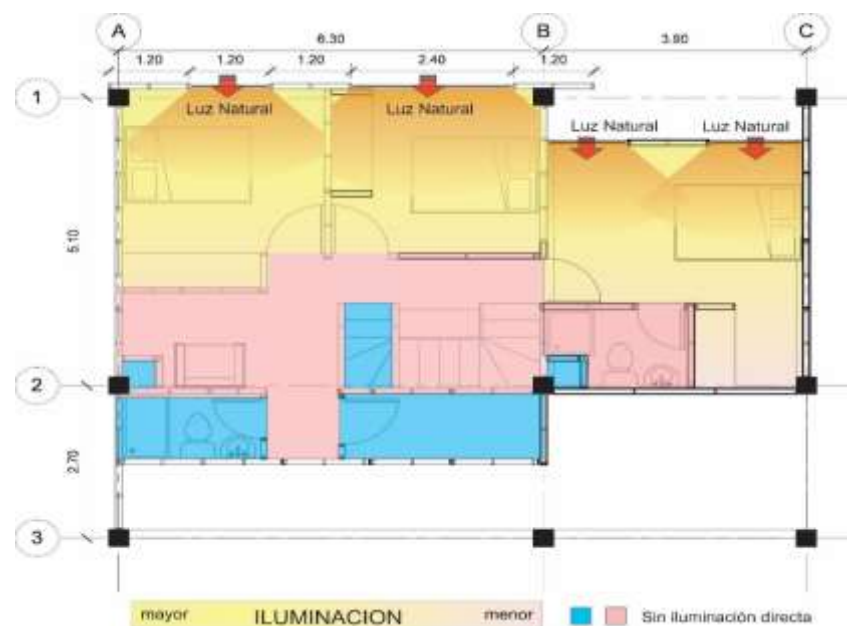 A B C
6.30 3.90
1.20 1.20 1.20 2.40 1.20
1
Luz Natural Luz Natural
Luz Natural Luz Natural
5.10
2
2.70
3
mayor ILUMINACION menor Sin iluminación directa